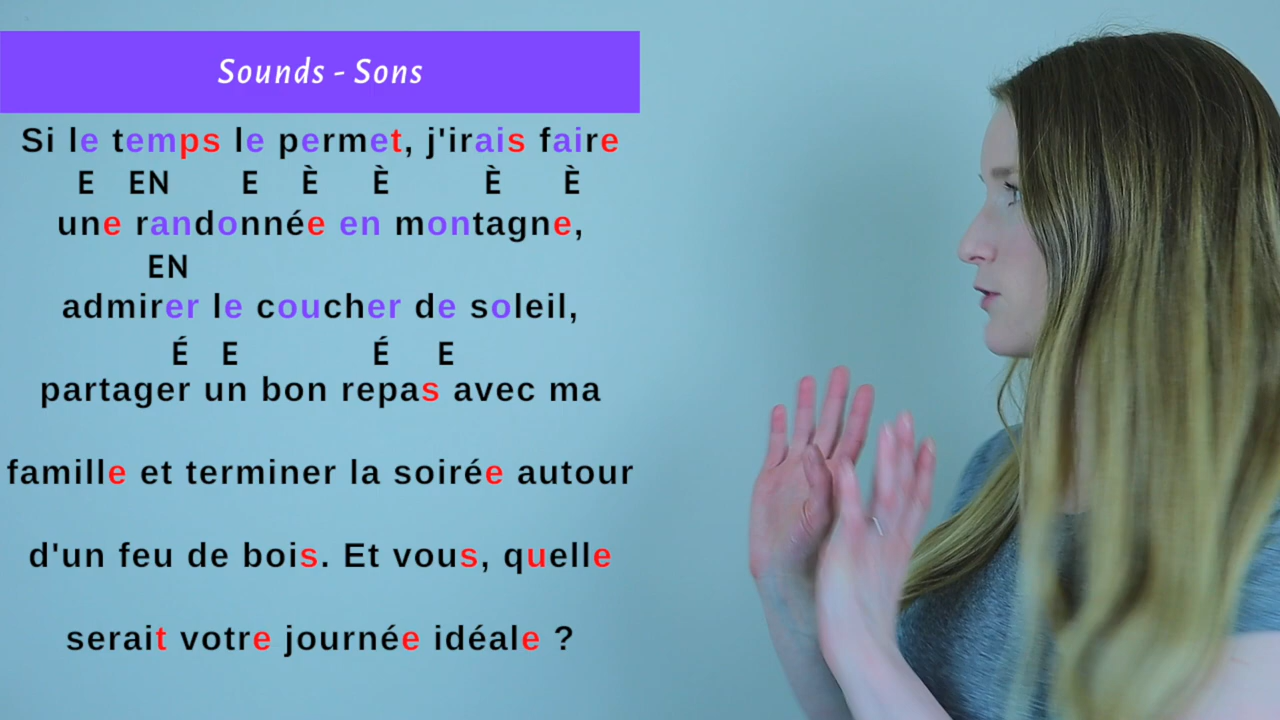 Sounds - Sons
Si le temps le permet, j'irais faire
E EN E È È È È
une randonnée en montagne,
EN
admirer le coucher de soleil,
É E É E
partager un bon repas avec ma
famille et terminer la soirée autour
d'un feu de bois. Et vous, quelle
serait votre journée idéale ?